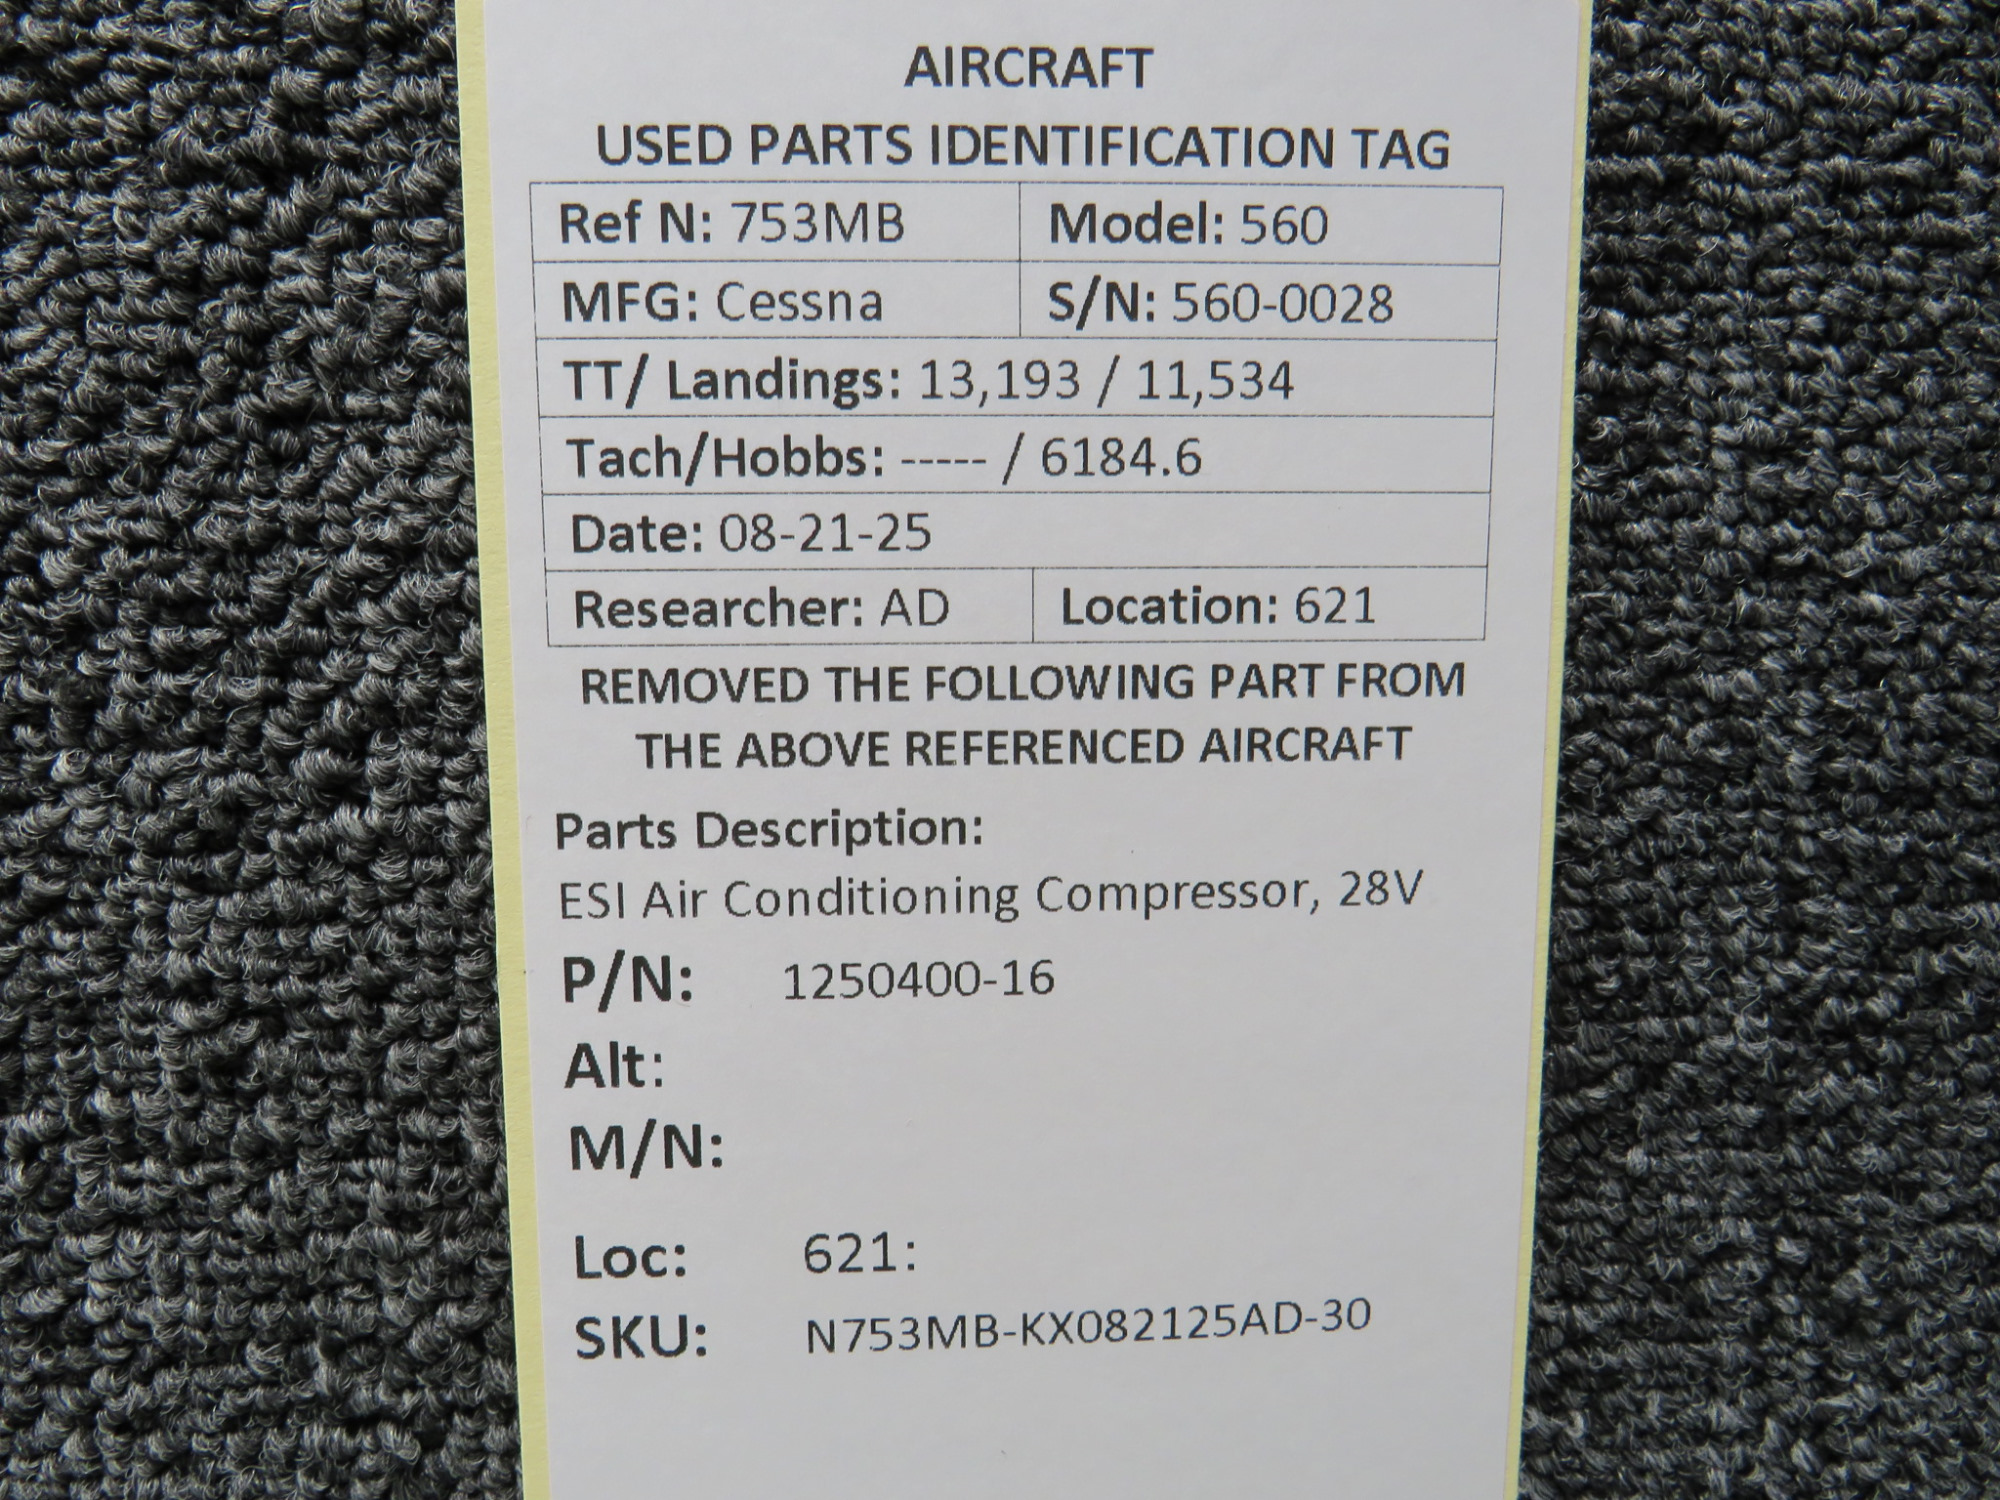 AIRCRAFT
USED PARTS IDENTIFICATION TAG
Ref N: 753MB Model: 560
MFG: Cessna S/N: 560-0028
TT/ Landings: 13,193 / 11,534
Tach/Hobbs: ----- / 6184.6
Date: 08-21-25
Researcher: AD Location: 621
REMOVED THE FOLLOWING PART FROM
THE ABOVE REFERENCED AIRCRAFT
Parts Description:
ESI Air Conditioning Compressor, 28V
P/N: 1250400-16
Alt:
M/N:
Loc: 621:
SKU: N753MB-KX082125AD-30